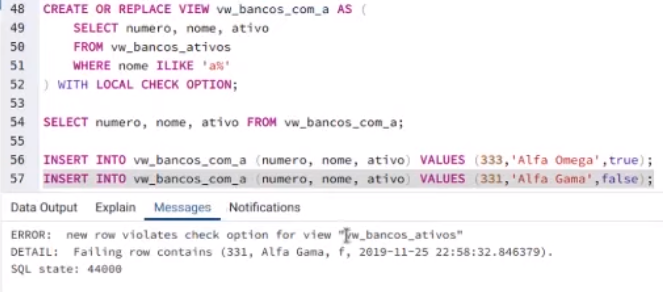 48 CREATE OR REPLACE VIEW vw_bancos_com_a AS (
49 SELECT numero, nome, ativo
50 FROM vw_bancos_ativos
51 WHERE nome ILIKE 'a%'
52 ) WITH LOCAL CHECK OPTION;
53
54 SELECT numero, nome, ativo FROM vw_bancos_com_a;
55
56 INSERT INTO vw_bancos_com_a (numero, nome, ativo) VALUES (333,'Alfa Omega',true);
57 INSERT INTO vw_bancos_com_a (numero, nome, ativo) VALUES (331,'Alfa Gama',false);
Data Output Explain Messages Notifications
ERROR: new row violates check option for view "vw_bancos_ativos"
DETAIL: Failing row contains (331, Alfa Gama, f, 2019-11-25 22:58:32.846379).
SQL state: 44000